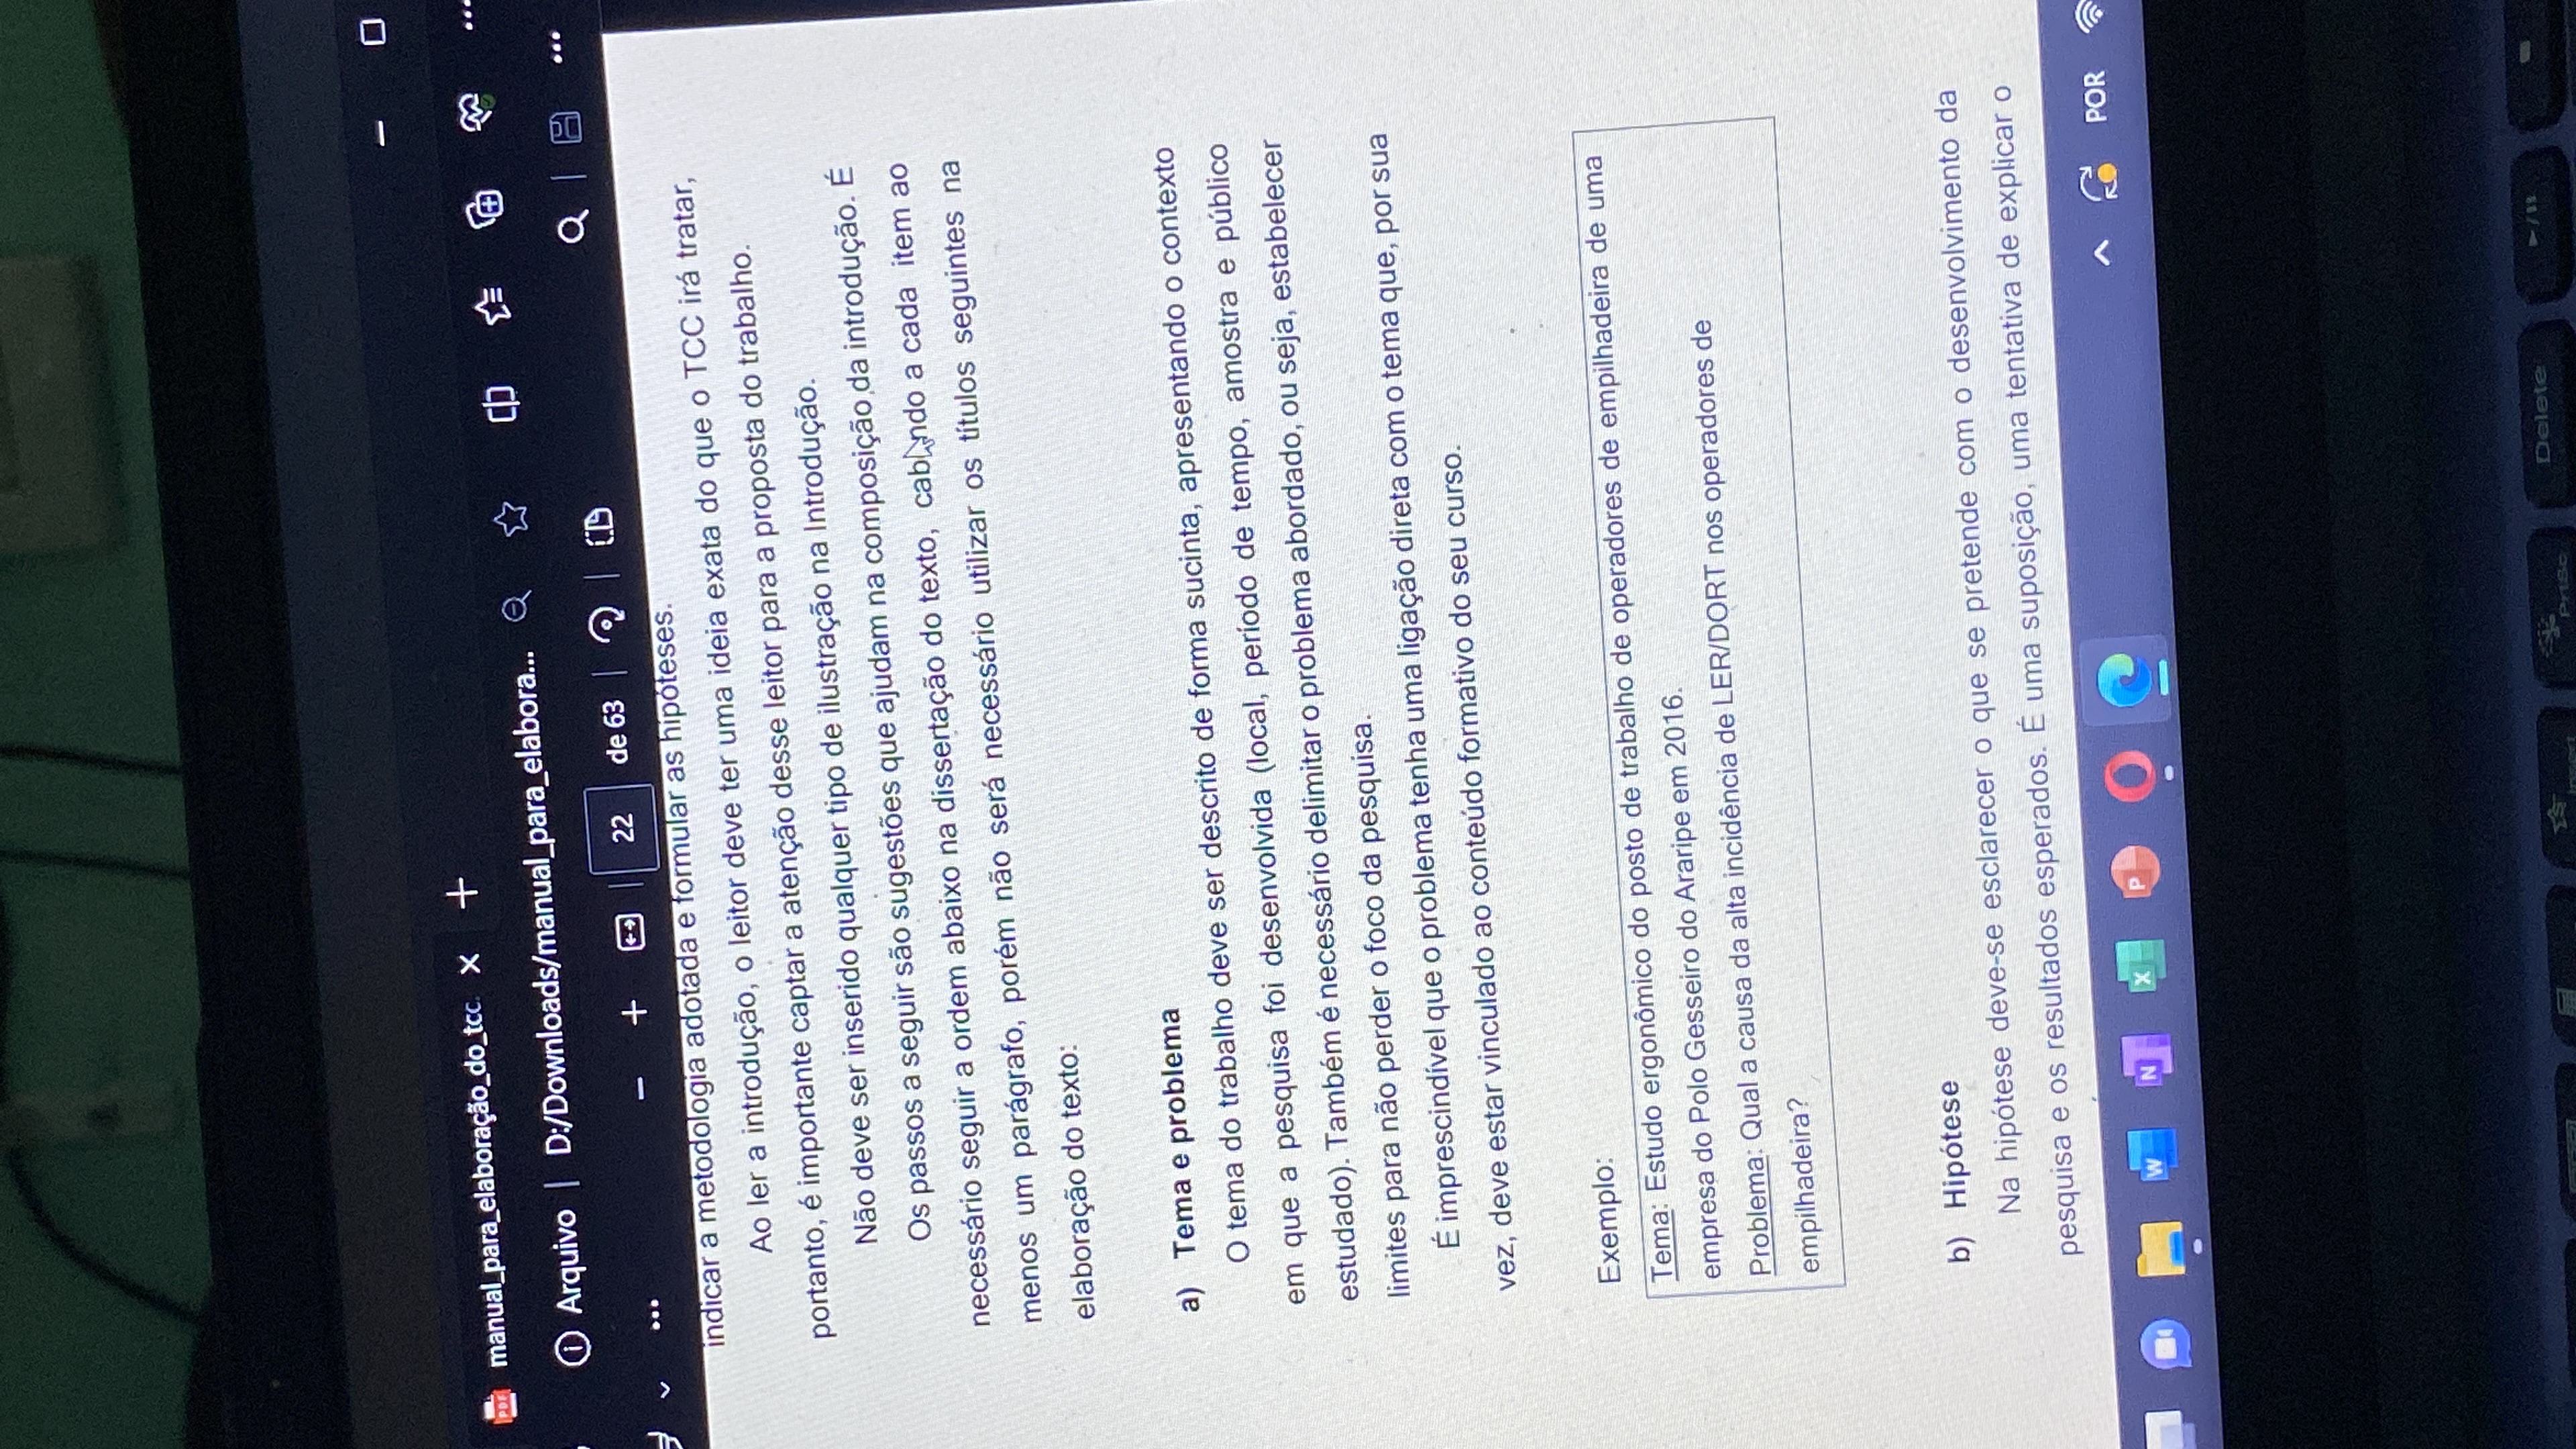 manual_para_elaboração_do_tcc.
Arquivo | D:/Downloads/manual_para_elabora...
22 de 63
indicar a metodologia adotada e formular as hipóteses.
Ao ler a introdução, o leitor deve ter uma ideia exata do que o TCC irá tratar,
portanto, é importante captar a atenção desse leitor para a proposta do trabalho.
Não deve ser inserido qualquer tipo de ilustração na Introdução.
Os passos a seguir são sugestões que ajudam na composição da introdução. É
necessário seguir a ordem abaixo na dissertação do texto, cabendo a cada item ao
menos um parágrafo, porém não será necessário utilizar os títulos seguintes na
elaboração do texto:
a) Tema e problema
O tema do trabalho deve ser descrito de forma sucinta, apresentando o contexto
em que a pesquisa foi desenvolvida (local, período de tempo, amostra e público
estudado). Também é necessário delimitar o problema abordado, ou seja, estabelecer
limites para não perder o foco da pesquisa.
É imprescindível que o problema tenha uma ligação direta com o tema que, por sua
vez, deve estar vinculado ao conteúdo formativo do seu curso.
Exemplo:
Tema: Estudo ergonômico do posto de trabalho de operadores de empilhadeira de uma
empresa do Polo Gesseiro do Araripe em 2016.
Problema: Qual a causa da alta incidência de LER/DORT nos operadores de
empilhadeira?
b) Hipótese
Na hipótese deve-se esclarecer o que se pretende com o desenvolvimento da
pesquisa e os resultados esperados. É uma suposição, uma tentativa de explicar o
POR
Insert PrtSc Delete